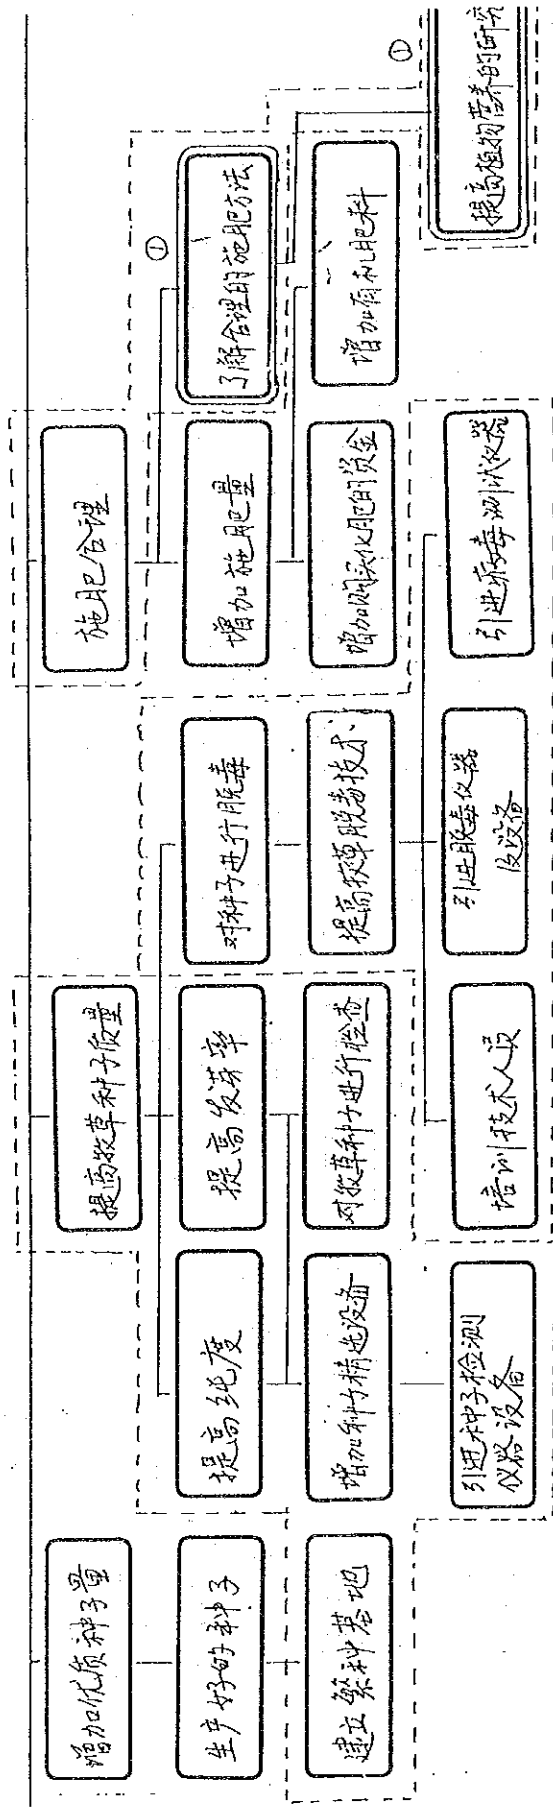 增加优质种子量
提高牧草种子质量
施肥合理
生产好的种子
提高纯度
提高发芽率
对种子进行脱毒
增加施肥量
①
了解合理的施肥方法
建立繁种基地
增加种子精选设备
对牧草种子进行检查
提高牧草脱毒技术
增加购买化肥的资金
增加有机肥料
引进种子检测
仪器设备
培训技术人员
引进脱毒仪器
及设备
引进病毒测试仪器
①
提高植物营养的研究